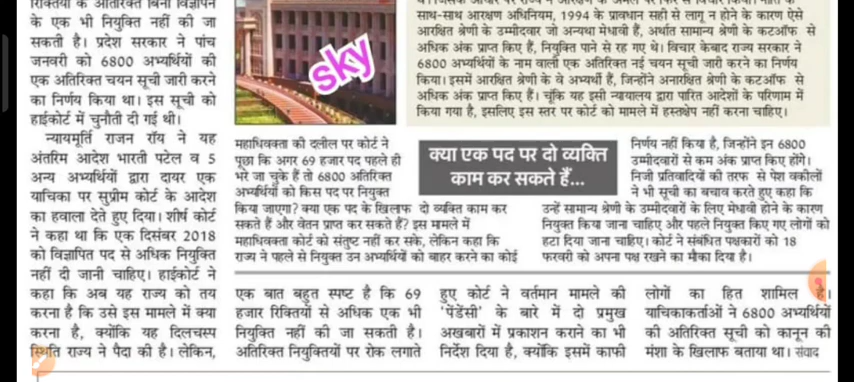 रिक्तियों के अतिरिक्त बिना विज्ञापन
के एक भी नियुक्ति नहीं की जा
सकती है। प्रदेश सरकार ने पांच
जनवरी को 6800 अभ्यर्थियों की
एक अतिरिक्त चयन सूची जारी करने
का निर्णय किया था। इस सूची को
हाईकोर्ट में चुनौती दी गई थी।
न्यायमूर्ति राजन रॉय ने यह
अंतरिम आदेश भारती पटेल व 5
अन्य अभ्यर्थियों द्वारा दायर एक
याचिका पर सुप्रीम कोर्ट के आदेश
का हवाला देते हुए दिया। शीर्ष कोर्ट
ने कहा था कि एक दिसंबर 2018
को विज्ञापित पद से अधिक नियुक्ति
नहीं दी जानी चाहिए। हाईकोर्ट ने
कहा कि अब यह राज्य को तय
करना है कि उसे इस मामले में क्या
करना है, क्योंकि यह दिलचस्प
स्थिति राज्य ने पैदा की है। लेकिन,
sky
साथ-साथ आरक्षण अधिनियम, 1994 के प्रावधान सही से लागू न होने के कारण ऐसे
आरक्षित श्रेणी के उम्मीदवार जो अन्यथा मेधावी हैं, अर्थात सामान्य श्रेणी के कटऑफ से
अधिक अंक प्राप्त किए हैं, नियुक्ति पाने से रह गए थे। विचार केबाद राज्य सरकार ने
6800 अभ्यर्थियों के नाम वाली एक अतिरिक्त नई चयन सूची जारी करने का निर्णय
किया। इसमें आरक्षित श्रेणी के वे अभ्यर्थी हैं, जिन्होंने अनारक्षित श्रेणी के कटऑफ से
अधिक अंक प्राप्त किए हैं। चूंकि यह इसी न्यायालय द्वारा पारित आदेशों के परिणाम में
किया गया है, इसलिए इस स्तर पर कोर्ट को मामले में हस्तक्षेप नहीं करना चाहिए।
महाधिवक्ता की दलील पर कोर्ट ने
पूछा कि अगर 69 हजार पद पहले ही
भरे जा चुके हैं तो 6800 अतिरिक्त
अभ्यर्थियों को किस पद पर नियुक्त
किया जाएगा? क्या एक पद के खिलाफ दो व्यक्ति काम कर
सकते हैं और वेतन प्राप्त कर सकते हैं? इस मामले में
महाधिवक्ता कोर्ट को संतुष्ट नहीं कर सके, लेकिन कहा कि
राज्य ने पहले से नियुक्त उन अभ्यर्थियों को बाहर करने का कोई
क्या एक पद पर दो व्यक्ति
काम कर सकते हैं...
निर्णय नहीं किया है, जिन्होंने इन 6800
उम्मीदवारों से कम अंक प्राप्त किए होंगे।
निजी प्रतिवादियों की तरफ से पेश वकीलों
ने भी सूची का बचाव करते हुए कहा कि
उन्हें सामान्य श्रेणी के उम्मीदवारों के लिए मेधावी होने के कारण
नियुक्त किया जाना चाहिए और पहले नियुक्त किए गए लोगों को
हटा दिया जाना चाहिए। कोर्ट ने संबंधित पक्षकारों को 18
फरवरी को अपना पक्ष रखने का मौका दिया है।
एक बात बहुत स्पष्ट है कि 69
हजार रिक्तियों से अधिक एक भी
नियुक्ति नहीं की जा सकती है।
अतिरिक्त नियुक्तियों पर रोक लगाते
हुए कोर्ट ने वर्तमान मामले की
'पेंडेंसी' के बारे में दो प्रमुख
अखबारों में प्रकाशन कराने का भी
निर्देश दिया है, क्योंकि इसमें काफी
लोगों का हित शामिल है।
याचिकाकर्ताओं ने 6800 अभ्यर्थियों
की अतिरिक्त सूची को कानून की
मंशा के खिलाफ बताया था। संवाद